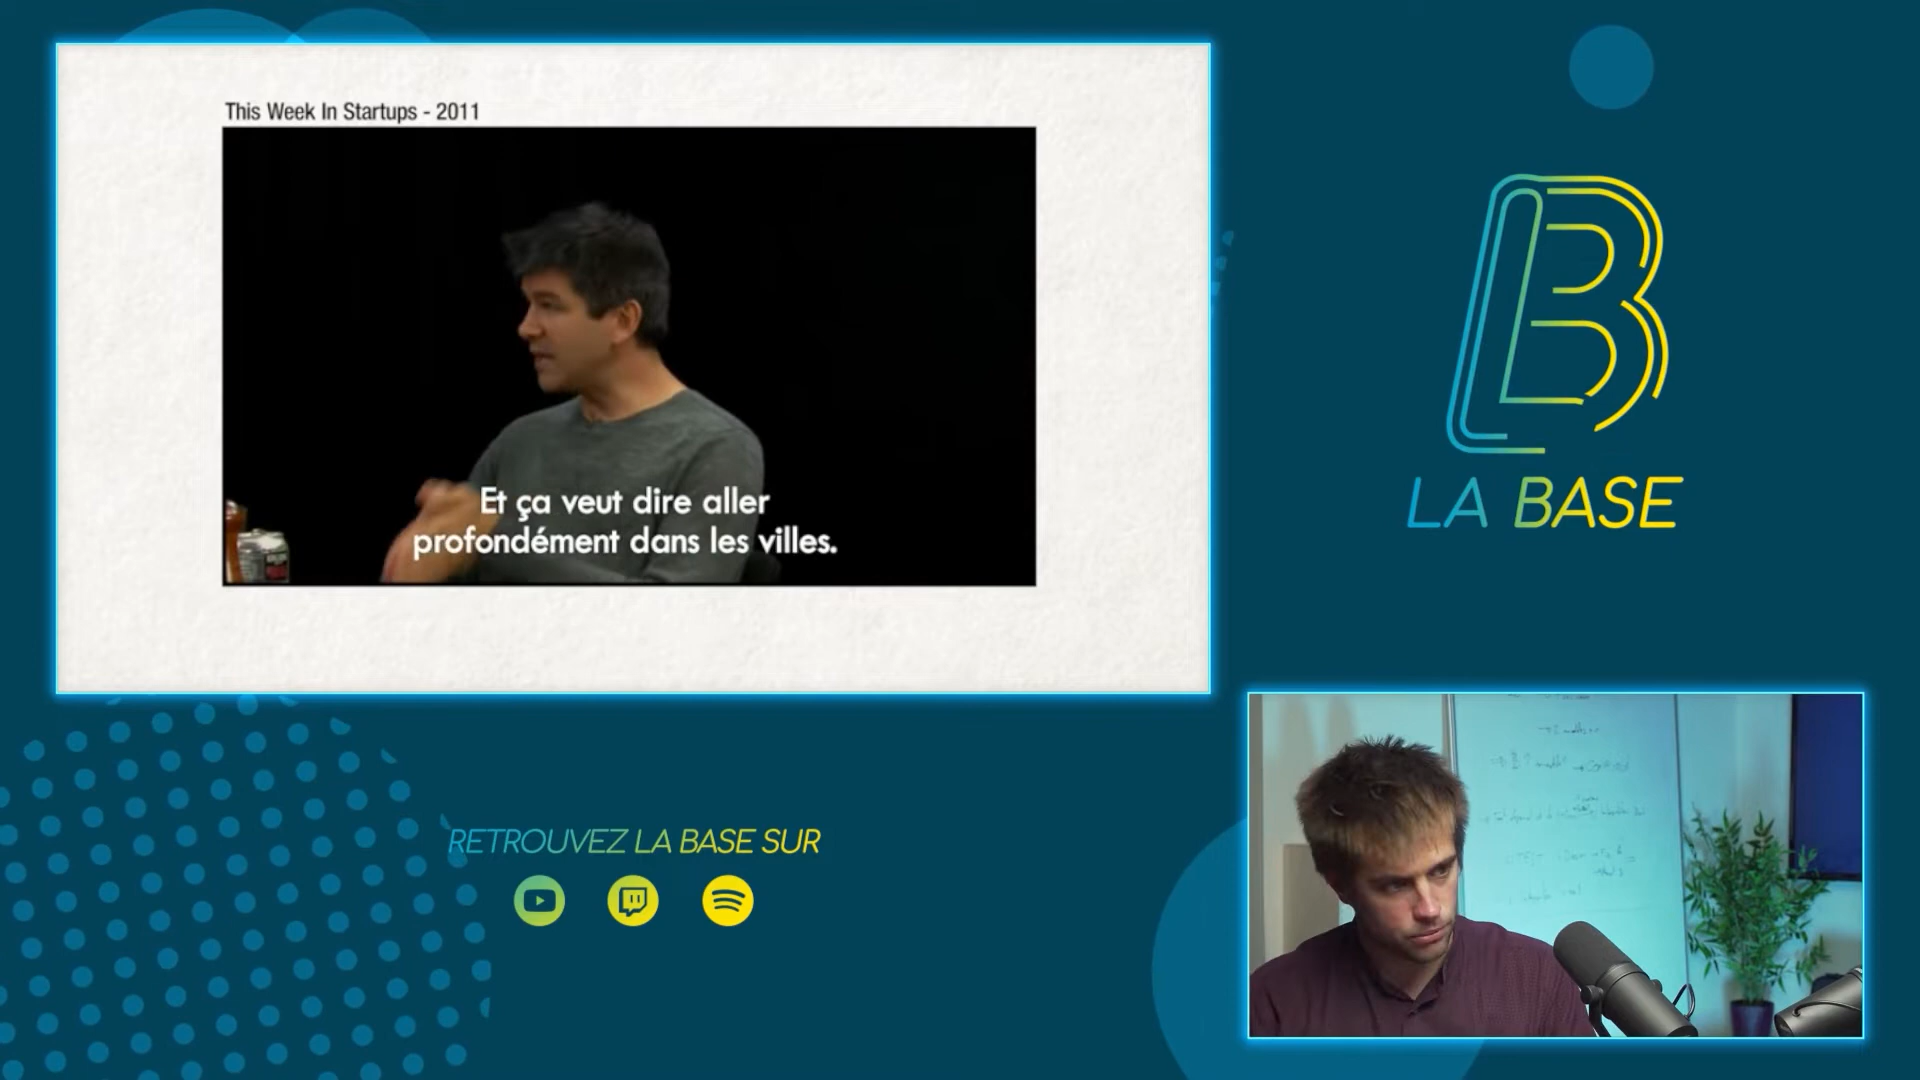 This Week In Startups - 2011
Et ça veut dire aller
profondément dans les villes.
LA BASE
RETROUVEZ LA BASE SUR